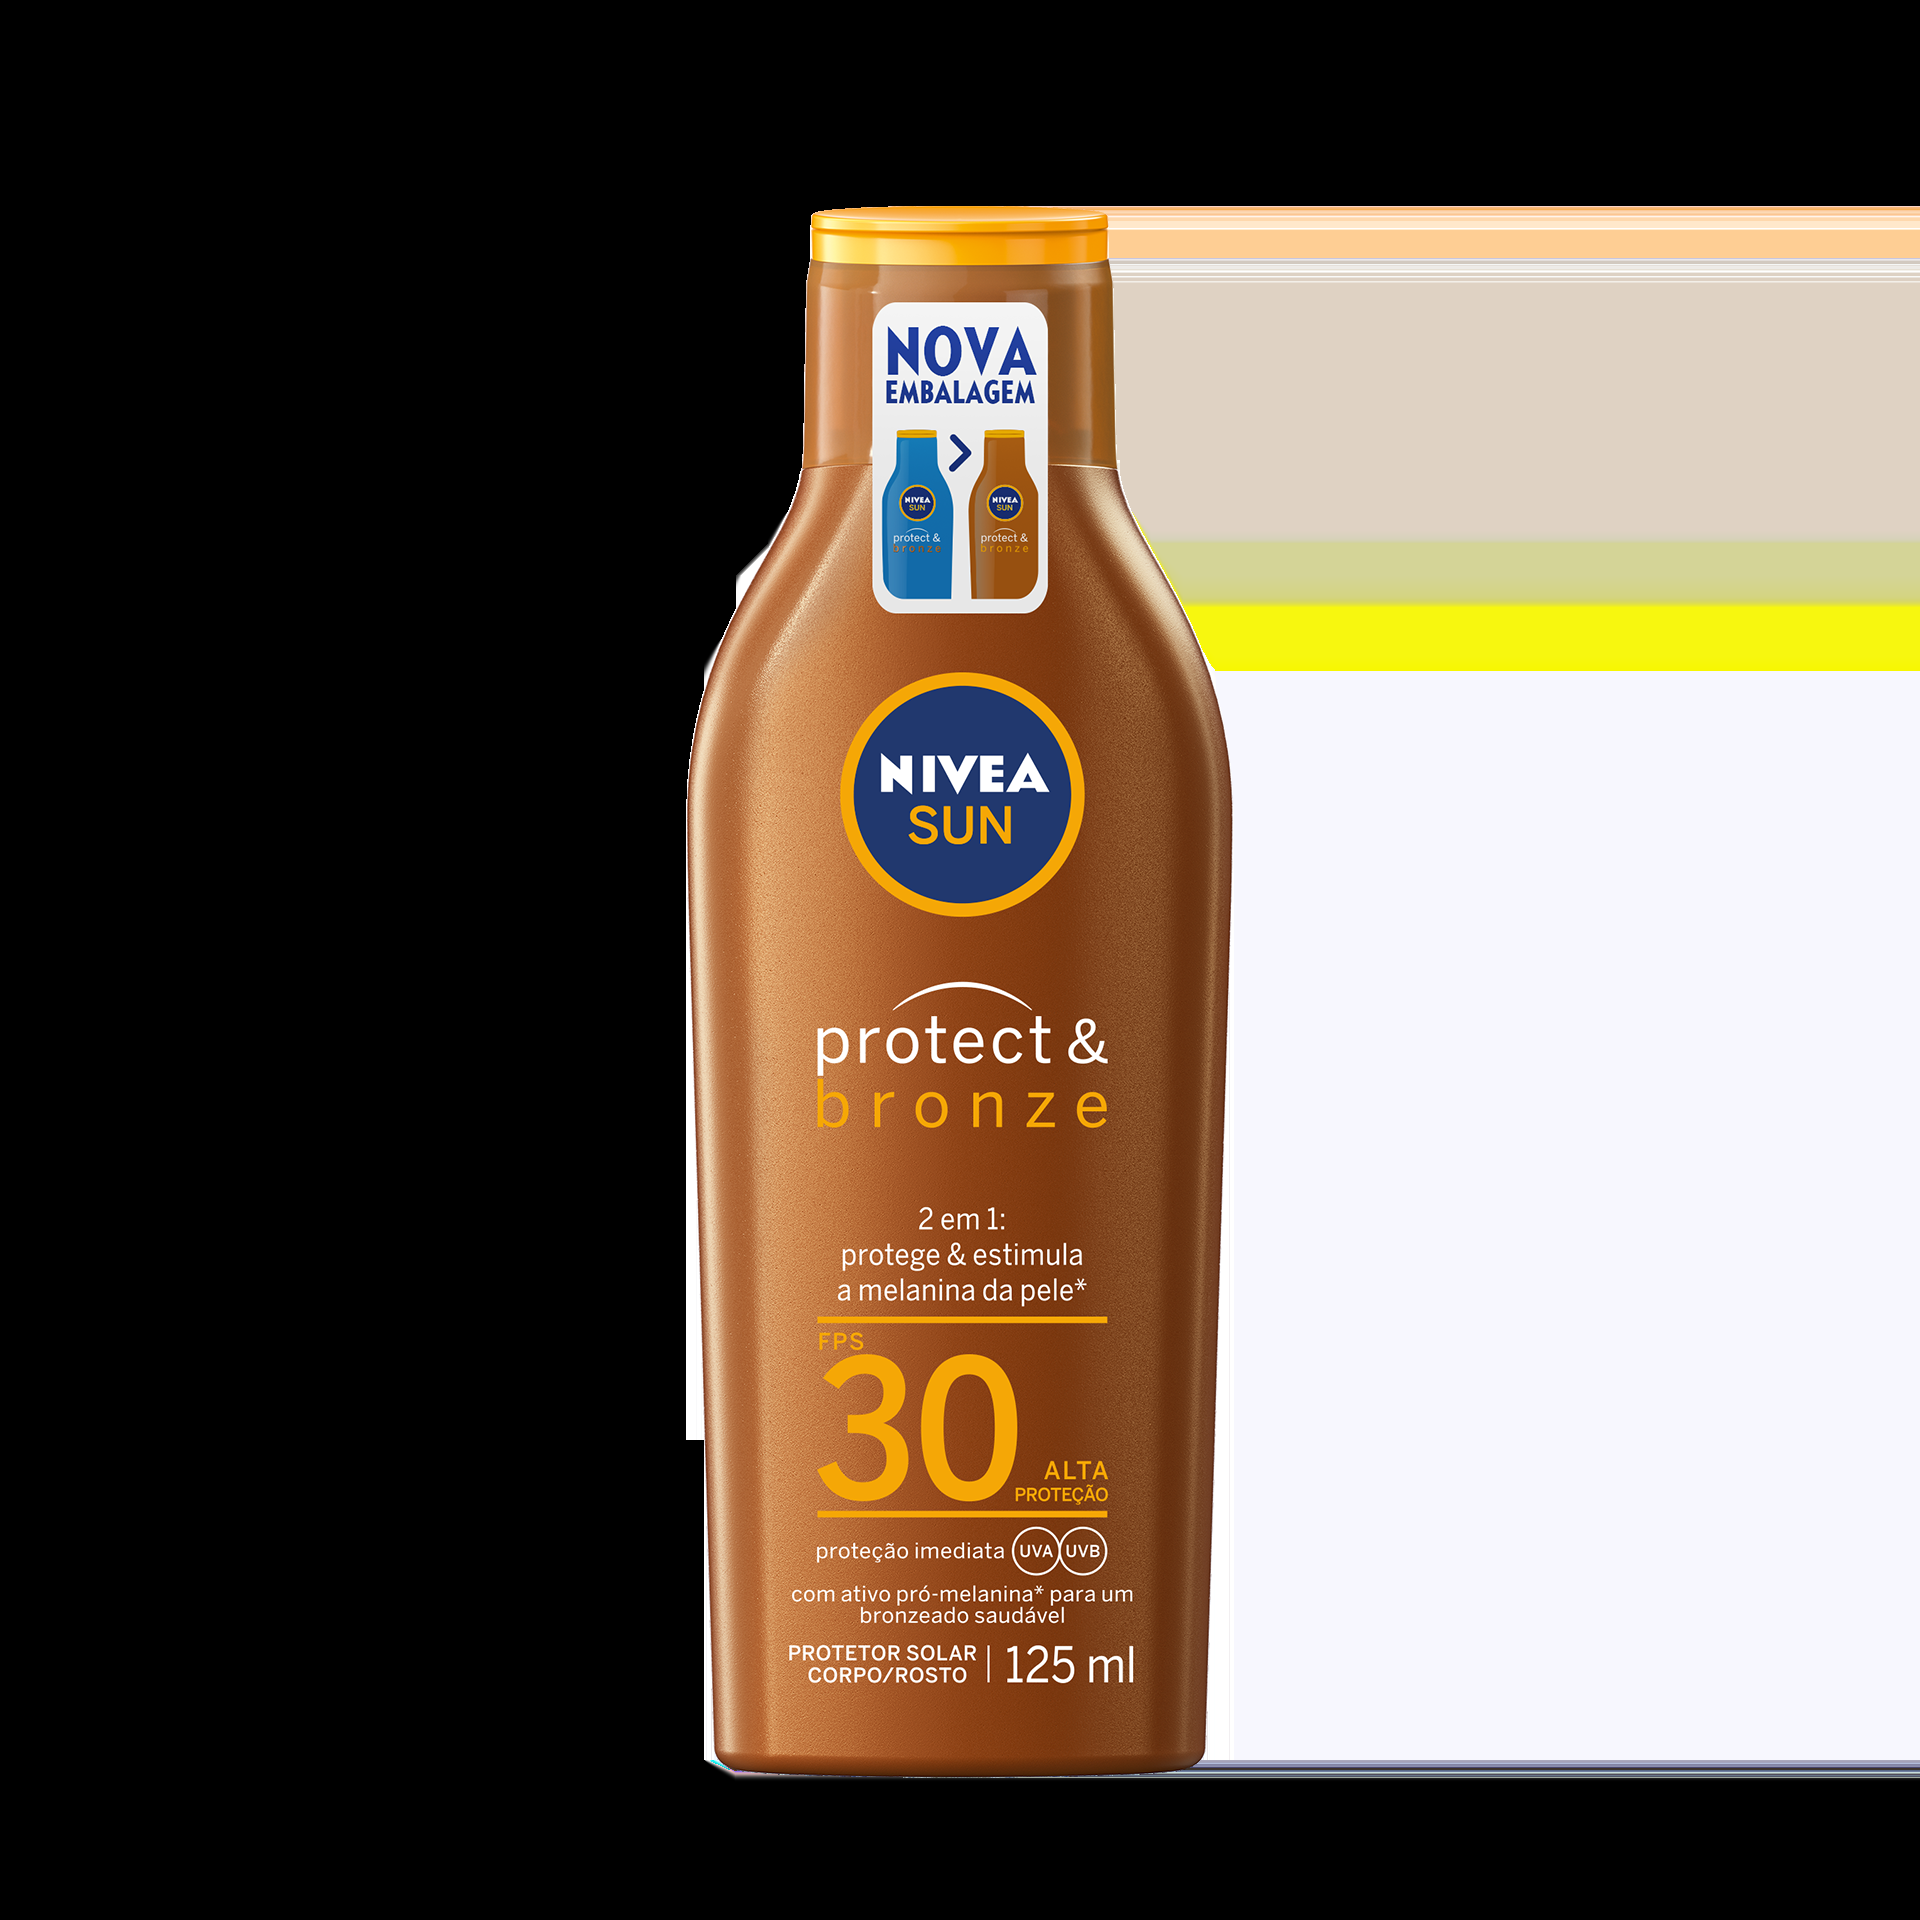 NOVA
EMBALAGEM
NIVEA
SUN
protect &
bronze
NIVEA
SUN
protect &
bronze
NIVEA
SUN
protect &
bronze
2 em 1:
protege & estimula
a melanina da pele*
FPS
30
ALTA
PROTEÇÃO
proteção imediata UVA UVB
com ativo pró-melanina* para um
bronzeado saudável
PROTETOR SOLAR
CORPO/ROSTO
125 ml